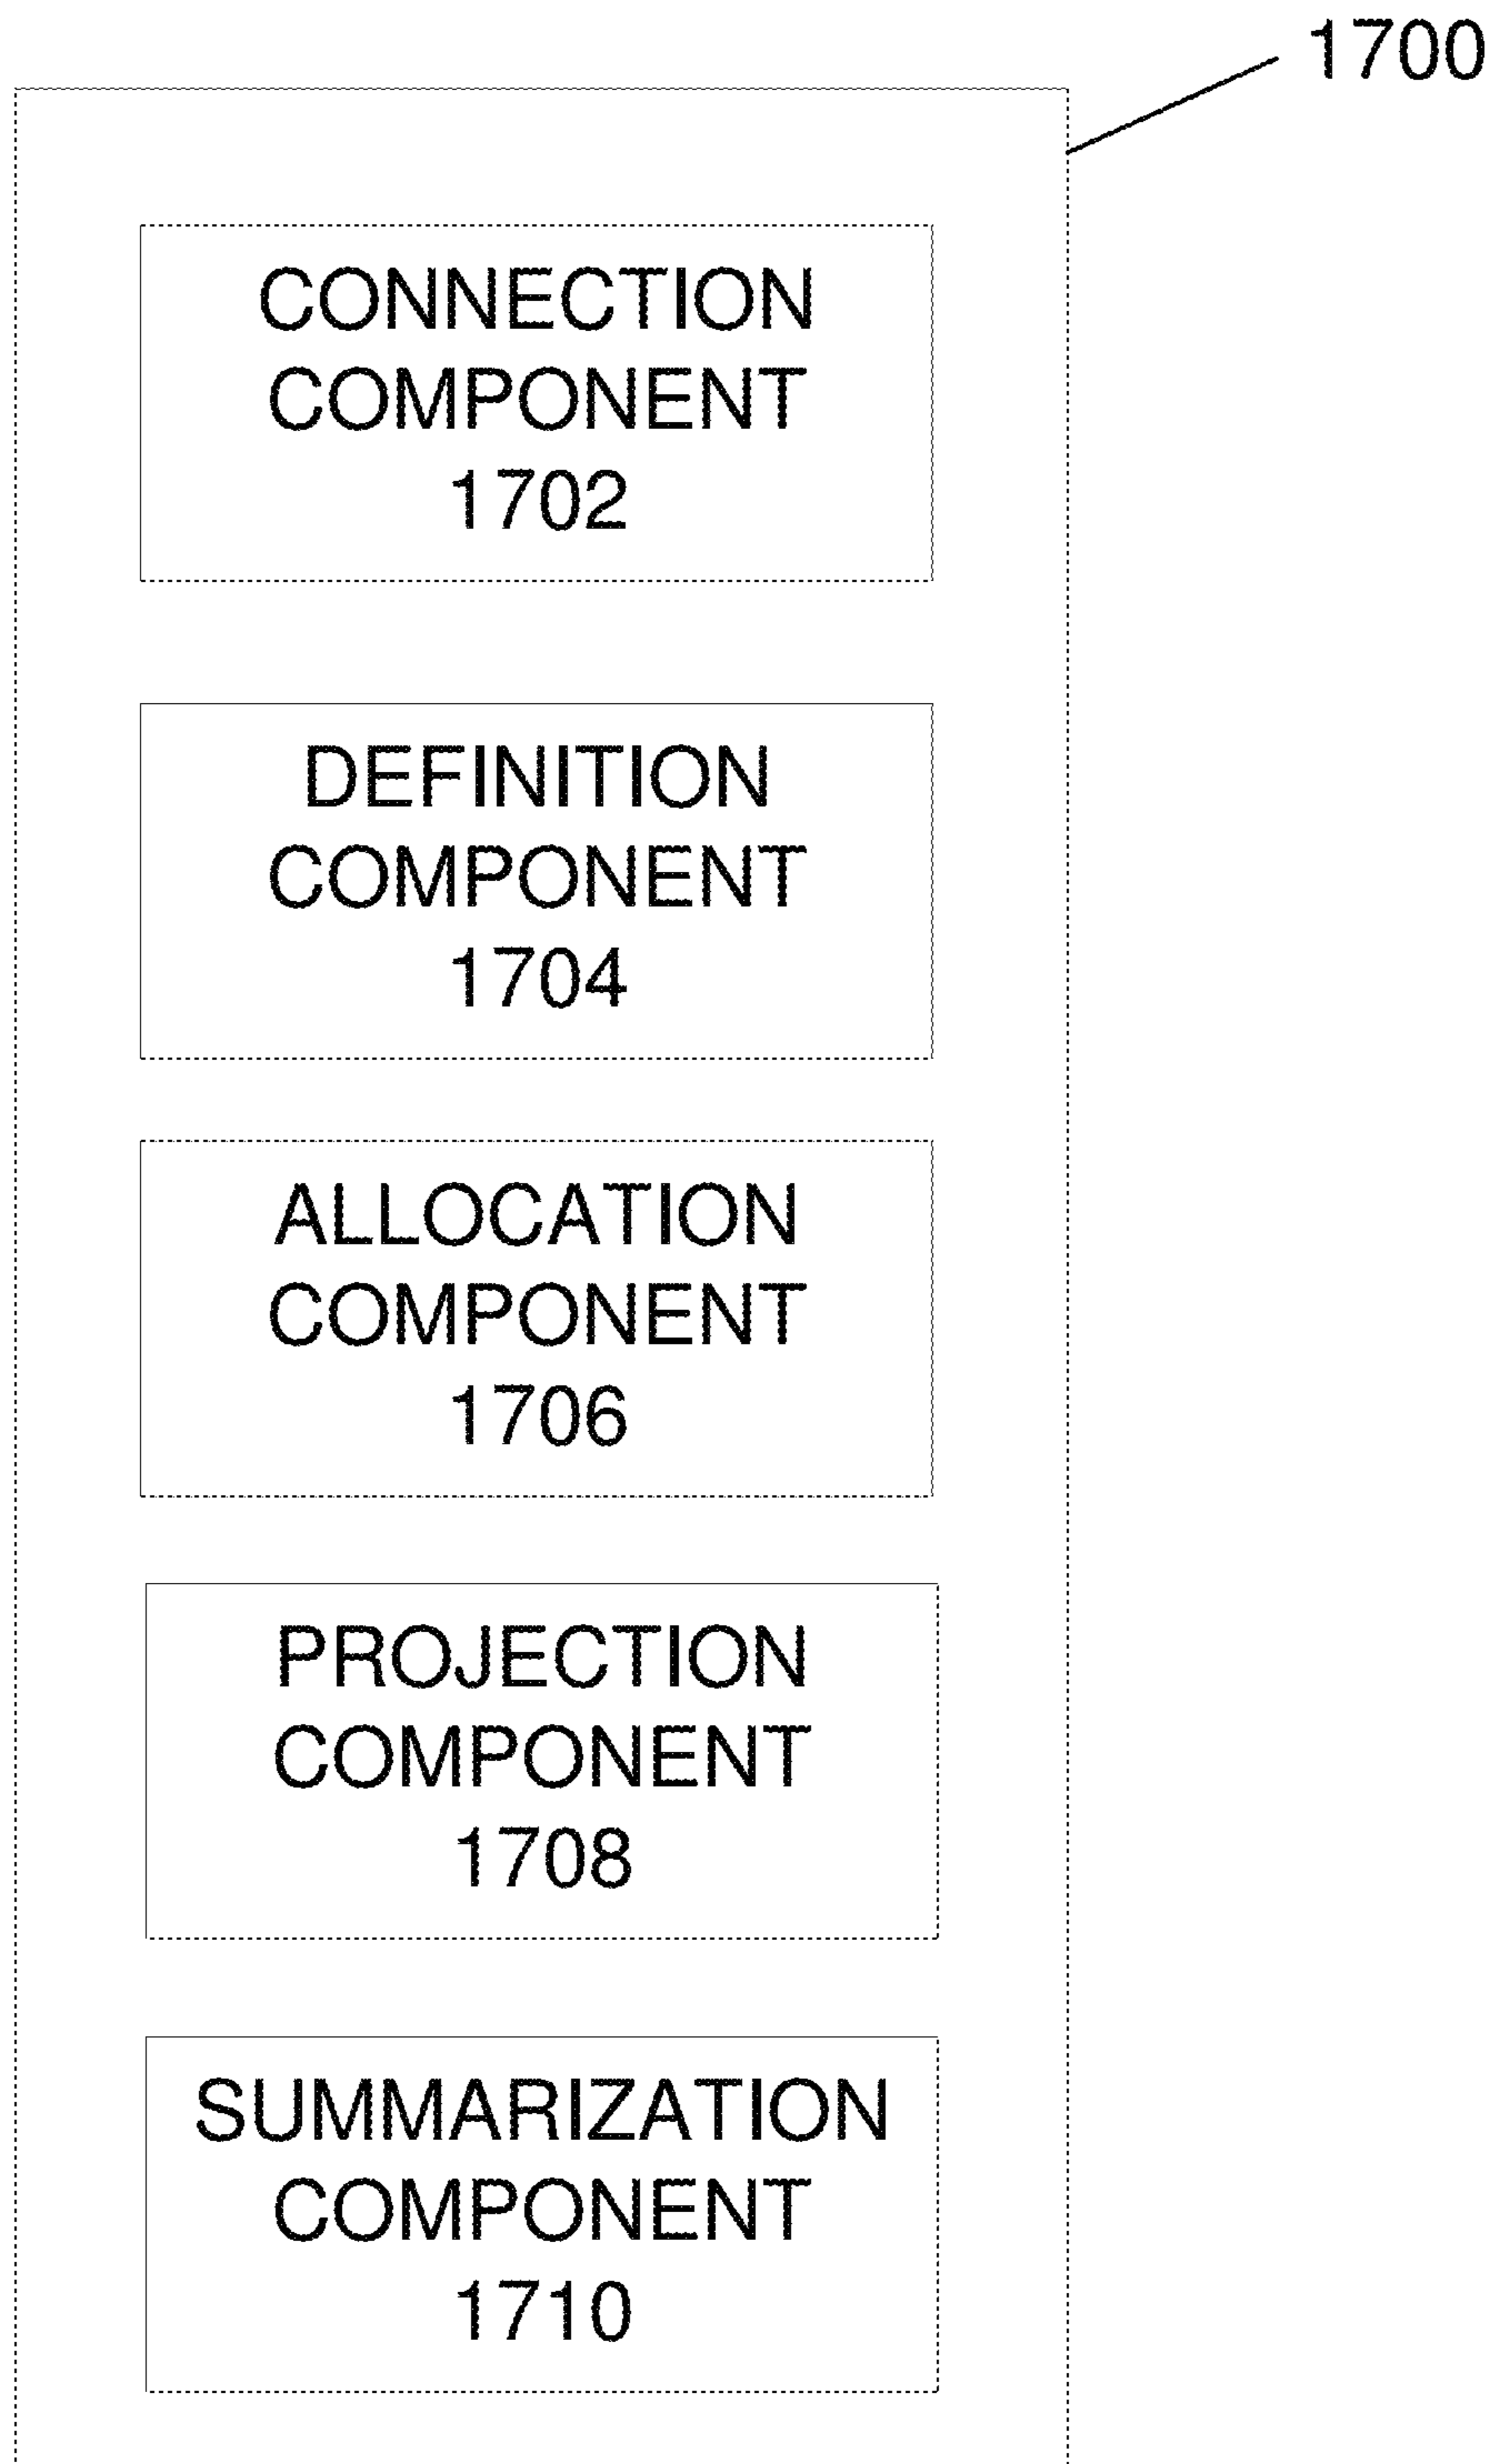 1700
CONNECTION
COMPONENT
1702
DEFINITION
COMPONENT
1704
ALLOCATION
COMPONENT
1706
PROJECTION
COMPONENT
1708
SUMMARIZATION
COMPONENT
1710